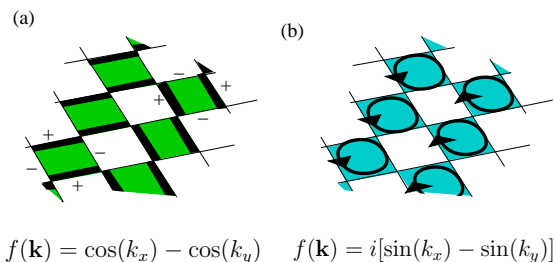 (a) (b)
− +
+ −
+
− −
+
f(𝐤) = cos(k_x) − cos(k_y) f(𝐤) = i[sin(k_x) − sin(k_y)]